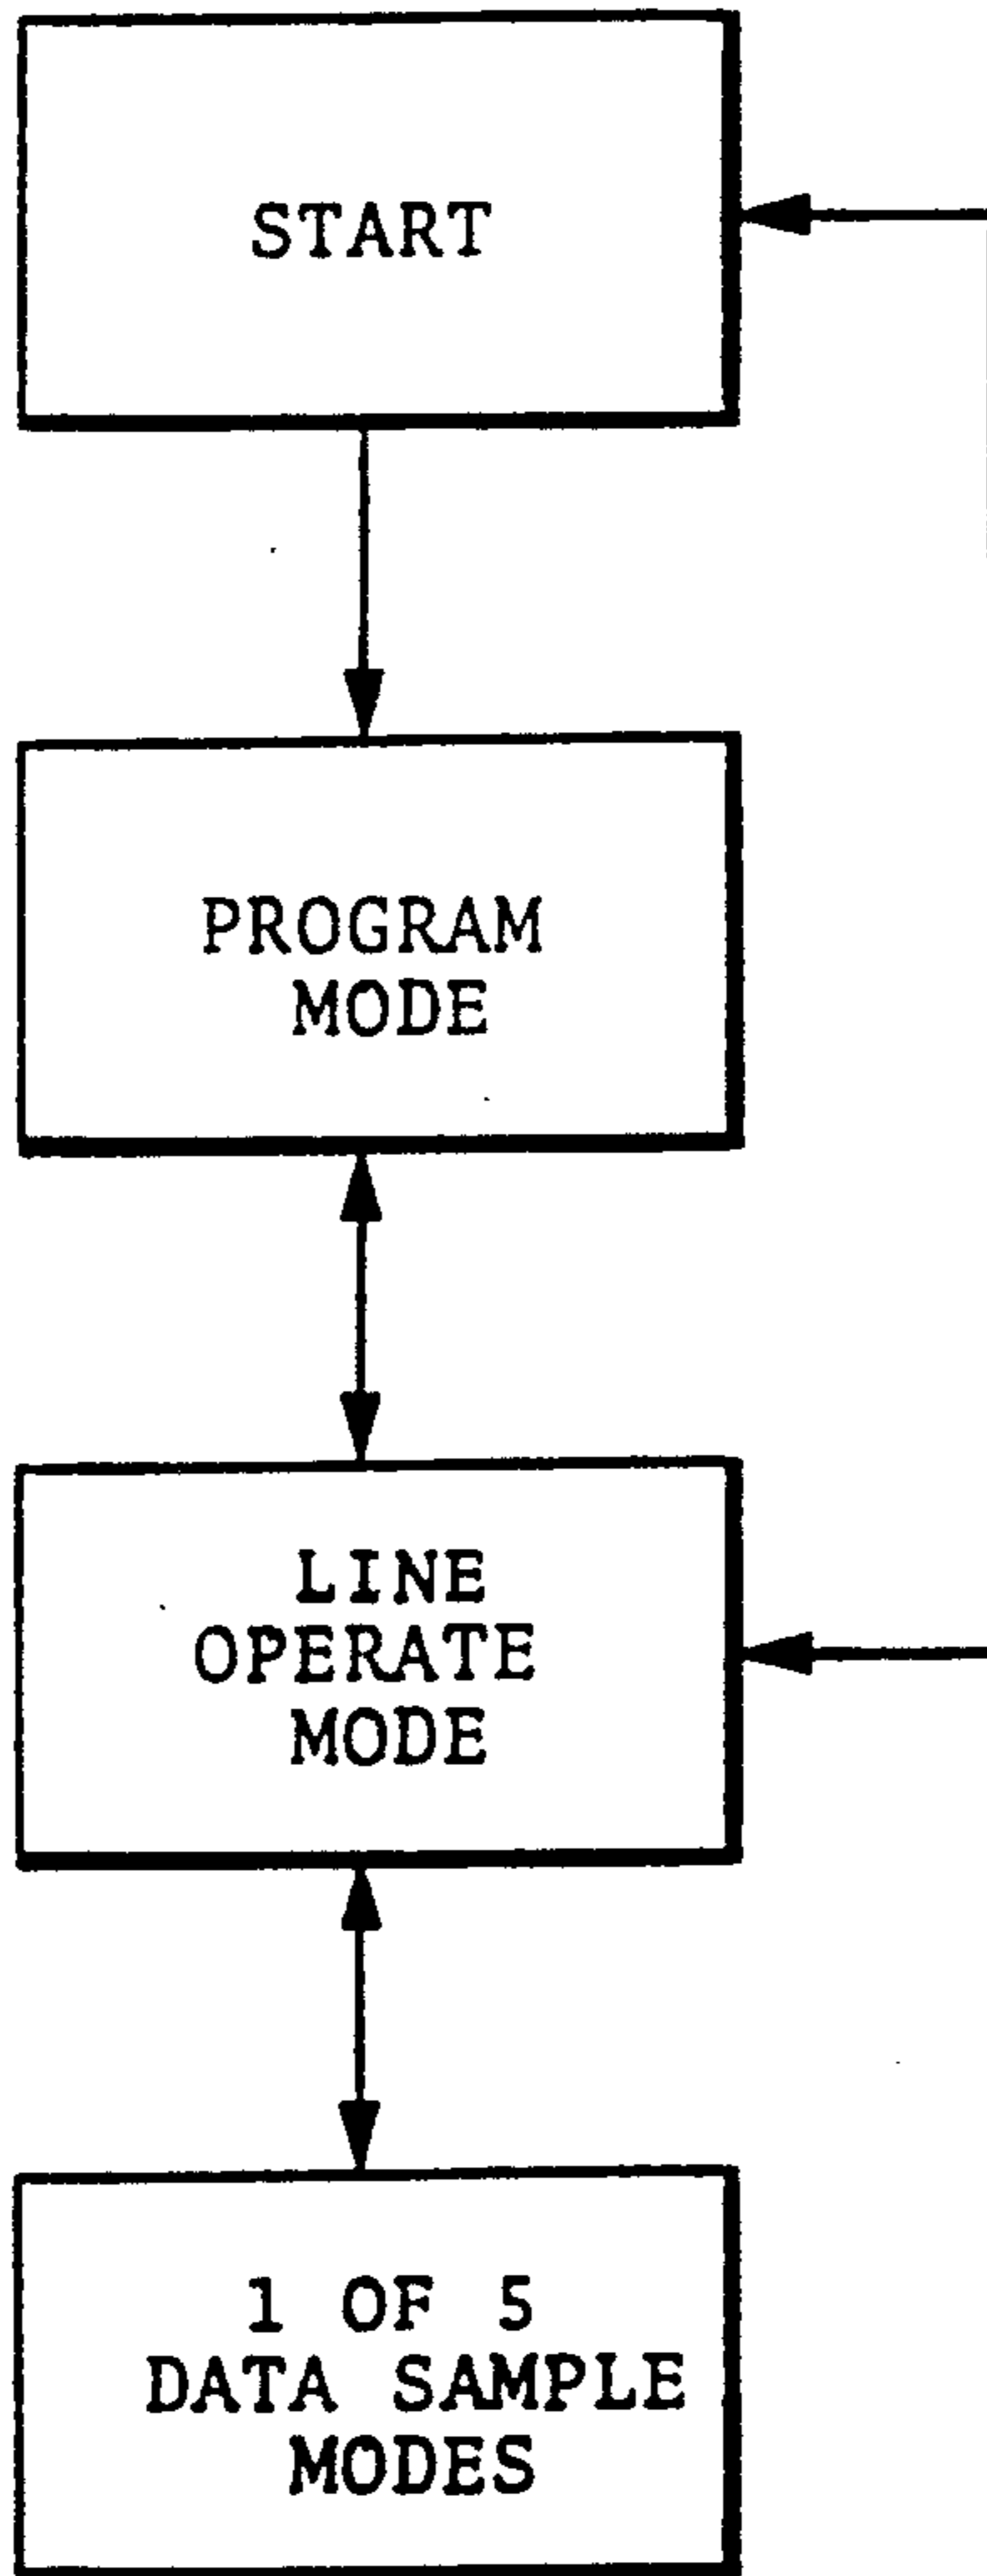 START
PROGRAM
MODE
LINE
OPERATE
MODE
1 OF 5
DATA SAMPLE
MODES